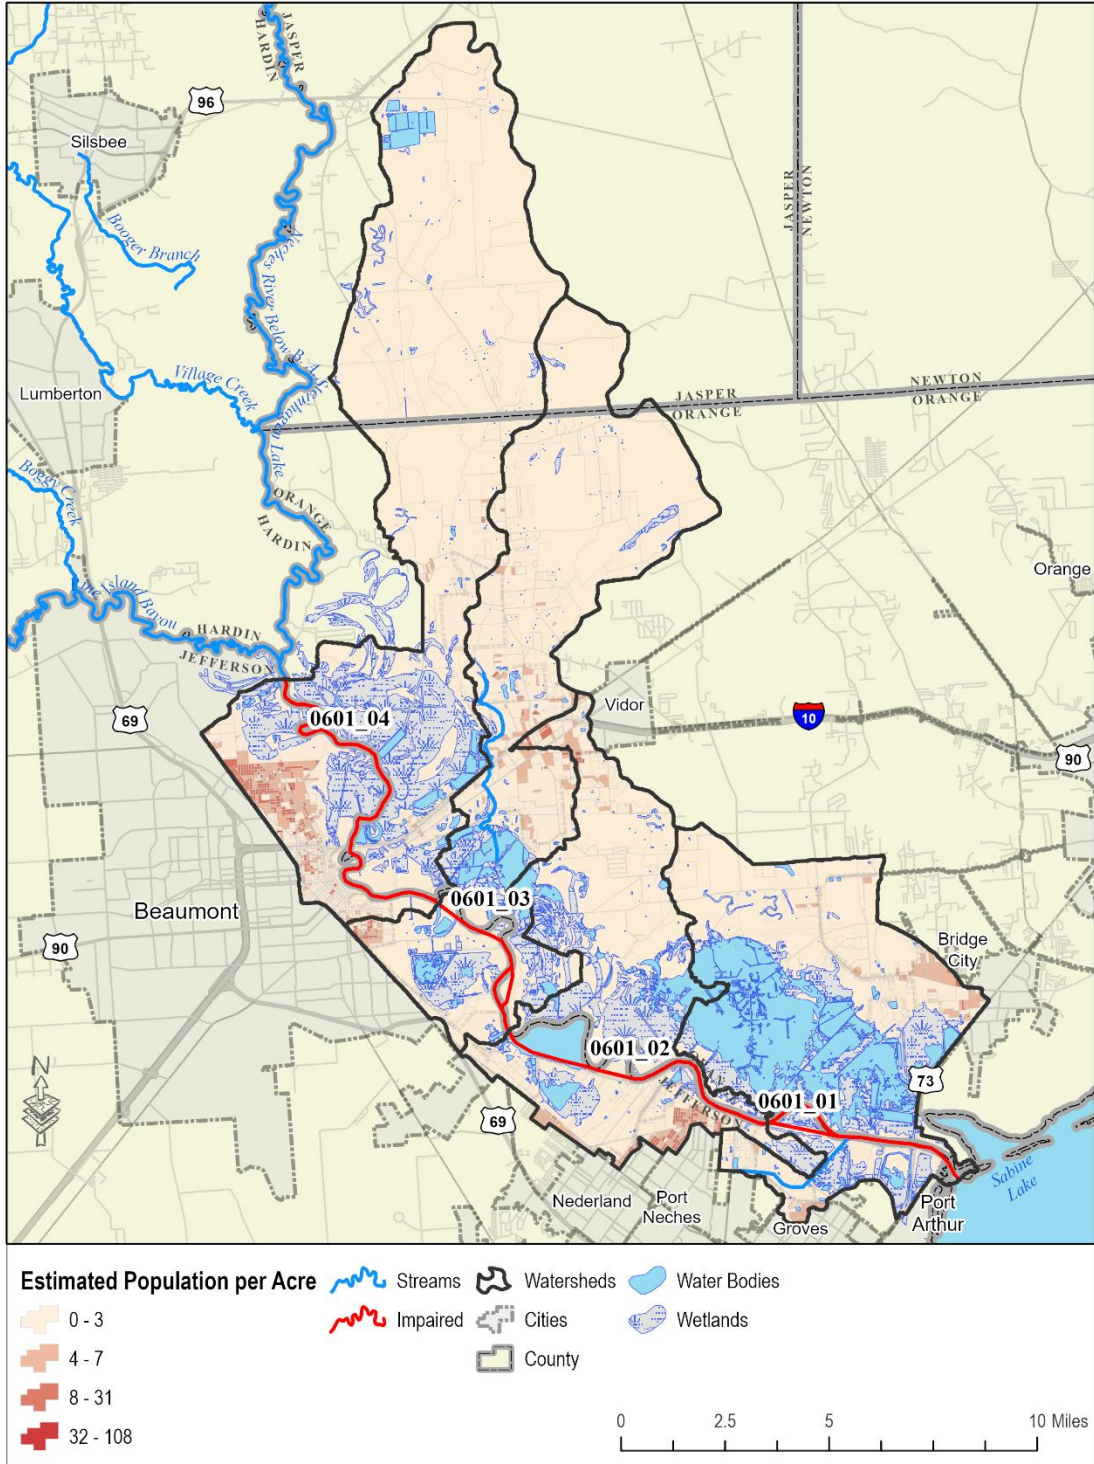 JASPER
HARDIN
96
Silsbee
Booger Branch
JASPER
NEWTON
Neches River Below B. A. Steinhagen Lake
Village Creek
Lumberton
JASPER
ORANGE
NEWTON
ORANGE
Boggy Creek
ORANGE
HARDIN
Pine Island Bayou
Orange
HARDIN
JEFFERSON
69
0601_04
Vidor
10
90
Beaumont
0601_03
90
Bridge
City
0601_02
JEFFERSON
0601_01
73
69
Sabine
Lake
Nederland
Port
Neches
Groves
Port
Arthur
N
Estimated Population per Acre
0 - 3
4 - 7
8 - 31
32 - 108
Streams
Impaired
Watersheds
Cities
County
Water Bodies
Wetlands
0 2.5 5 10 Miles